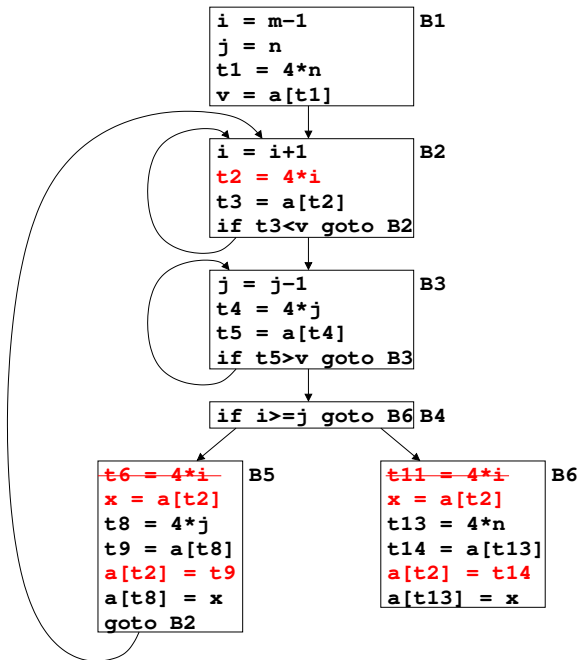 i = m-1
j = n
t1 = 4*n
v = a[t1]
B1
i = i+1
t2 = 4*i
t3 = a[t2]
if t3<v goto B2
B2
j = j-1
t4 = 4*j
t5 = a[t4]
if t5>v goto B3
B3
if i>=j goto B6 B4
t6 = 4*i
x = a[t2]
t8 = 4*j
t9 = a[t8]
a[t2] = t9
a[t8] = x
goto B2
B5
t11 = 4*i
x = a[t2]
t13 = 4*n
t14 = a[t13]
a[t2] = t14
a[t13] = x
B6